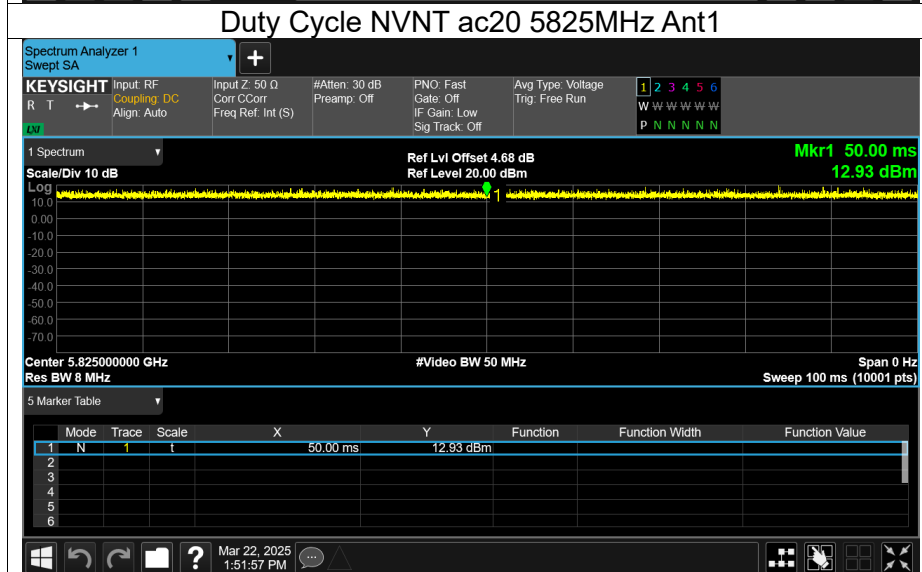 Duty Cycle NVNT ac20 5825MHz Ant1
Spectrum Analyzer 1
Swept SA
+
KEYSIGHT
R T
LXI
Input: RF
Coupling: DC
Align: Auto
Input Z: 50 Ω
Corr CCorr
Freq Ref: Int (S)
#Atten: 30 dB
Preamp: Off
PNO: Fast
Gate: Off
IF Gain: Low
Sig Track: Off
Avg Type: Voltage
Trig: Free Run
1 2 3 4 5 6
W W W W W W
P N N N N N
1 Spectrum
Scale/Div 10 dB
Ref Lvl Offset 4.68 dB
Ref Level 20.00 dBm
Mkr1 50.00 ms
12.93 dBm
Log
10.0
0.00
-10.0
-20.0
-30.0
-40.0
-50.0
-60.0
-70.0
1
Center 5.825000000 GHz
#Video BW 50 MHz
Span 0 Hz
Res BW 8 MHz
Sweep 100 ms (10001 pts)
5 Marker Table
Mode Trace Scale X Y Function Function Width Function Value
1 N 1 t 50.00 ms 12.93 dBm
2
3
4
5
6
?
Mar 22, 2025
1:51:57 PM